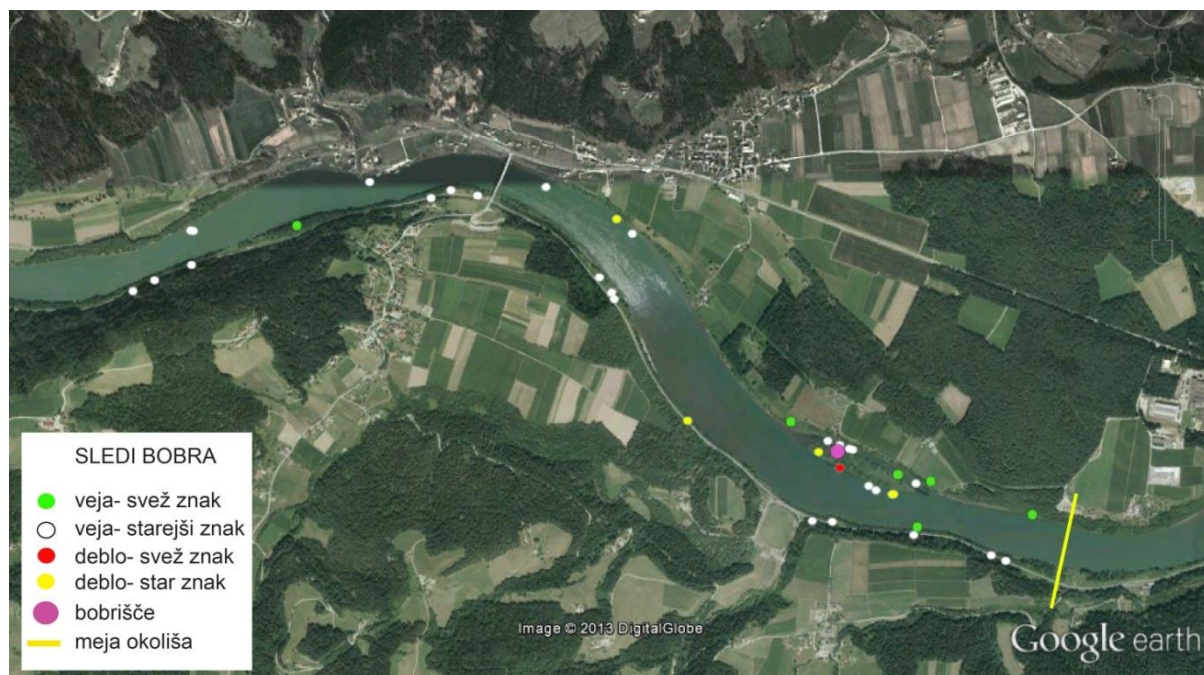 SLEDI BOBRA
veja- svež znak
veja- starejši znak
deblo- svež znak
deblo- star znak
bobrišče
meja okoliša
Image © 2013 DigitalGlobe
Google earth